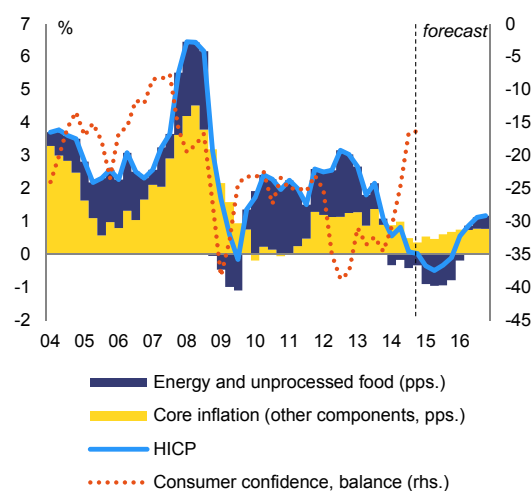 7 % forecast 0
6 -5
5 -10
4 -15
3 -20
2 -25
1 -30
0 -35
-1 -40
-2 -45
04 05 06 07 08 09 10 11 12 13 14 15 16
Energy and unprocessed food (pps.)
Core inflation (other components, pps.)
HICP
Consumer confidence, balance (rhs.)